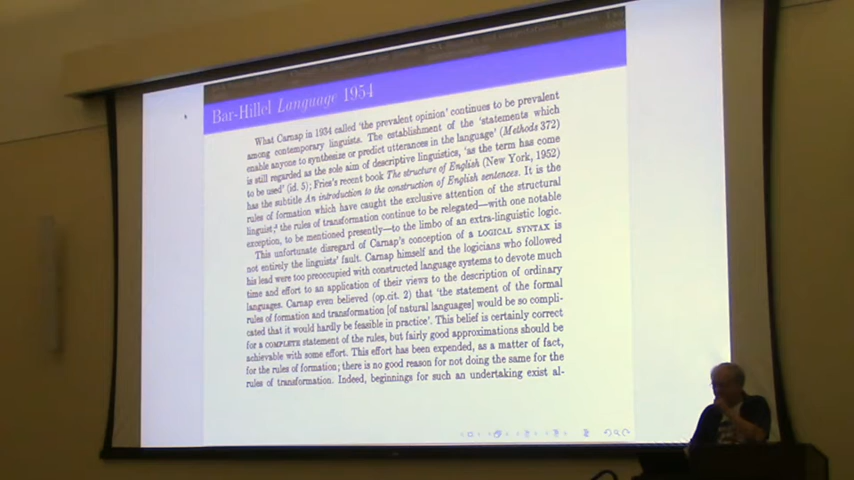 Bar-Hillel Language 1954
What Carnap in 1934 called 'the prevalent opinion' continues to be prevalent
among contemporary linguists. The establishment of the 'statements which
enable anyone to synthesize or predict utterances in the language' (Methods 372)
is still regarded as the sole aim of descriptive linguistics, 'as the term has come
to be used' (id. 5); Fries's recent book The structure of English (New York, 1952)
has the subtitle An introduction to the construction of English sentences. It is the
rules of formation which have caught the exclusive attention of the structural
linguist; the rules of transformation continue to be relegated—with one notable
exception, to be mentioned presently—to the limbo of an extra-linguistic logic.
This unfortunate disregard of Carnap's conception of a LOGICAL SYNTAX is
not entirely the linguists' fault. Carnap himself and the logicians who followed
his lead were too preoccupied with constructed language systems to devote much
time and effort to an application of their views to the description of ordinary
languages. Carnap even believed (op.cit. 2) that 'the statement of the formal
rules of formation and transformation [of natural languages] would be so compli-
cated that it would hardly be feasible in practice'. This belief is certainly correct
for a COMPLETE statement of the rules, but fairly good approximations should be
achievable with some effort. This effort has been expended, as a matter of fact,
for the rules of formation; there is no good reason for not doing the same for the
rules of transformation. Indeed, beginnings for such an undertaking exist al-